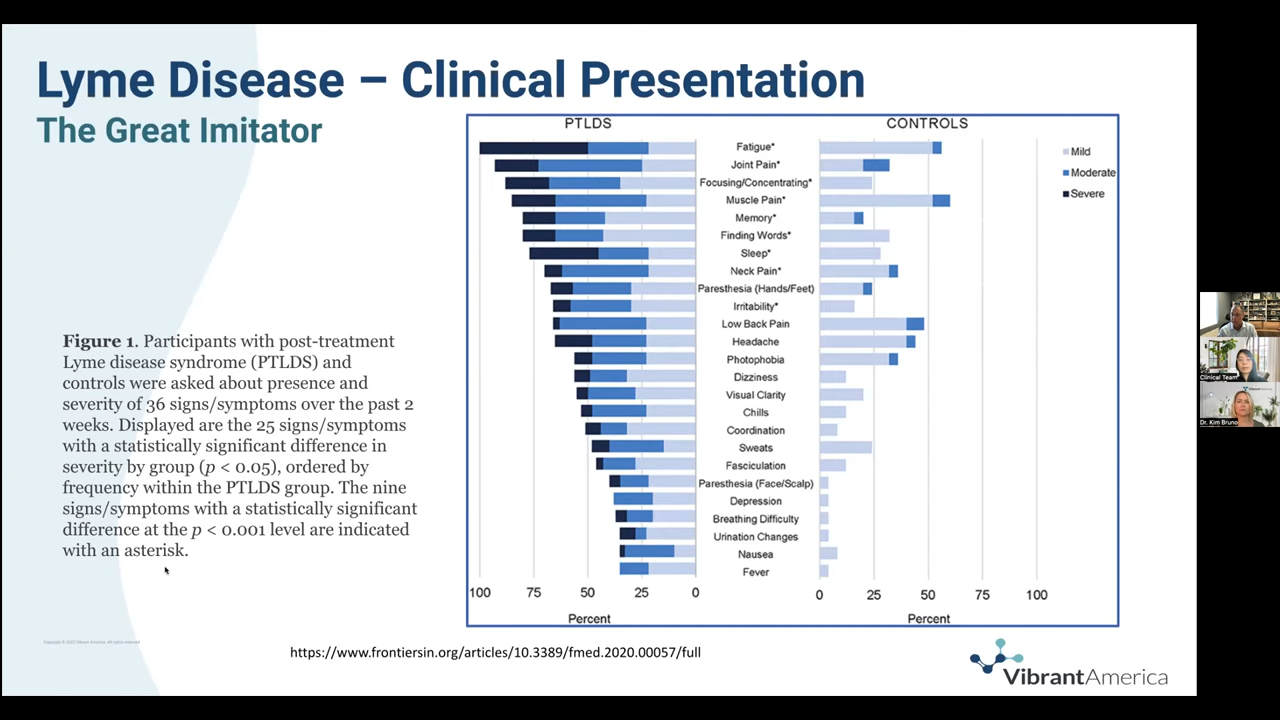 Lyme Disease – Clinical Presentation
The Great Imitator
Figure 1. Participants with post-treatment
Lyme disease syndrome (PTLDS) and
controls were asked about presence and
severity of 36 signs/symptoms over the past 2
weeks. Displayed are the 25 signs/symptoms
with a statistically significant difference in
severity by group (p < 0.05), ordered by
frequency within the PTLDS group. The nine
signs/symptoms with a statistically significant
difference at the p < 0.001 level are indicated
with an asterisk.
PTLDS
CONTROLS
Fatigue*
Joint Pain*
Focusing/Concentrating*
Muscle Pain*
Memory*
Finding Words*
Sleep*
Neck Pain*
Paresthesia (Hands/Feet)
Irritability*
Low Back Pain
Headache
Photophobia
Dizziness
Visual Clarity
Chills
Coordination
Sweats
Fasciculation
Paresthesia (Face/Scalp)
Depression
Breathing Difficulty
Urination Changes
Nausea
Fever
Mild
Moderate
Severe
100 75 50 25 0
Percent
0 25 50 75 100
Percent
https://www.frontiersin.org/articles/10.3389/fmed.2020.00057/full
VibrantAmerica
Clinical Team
Dr. Kim Bruno